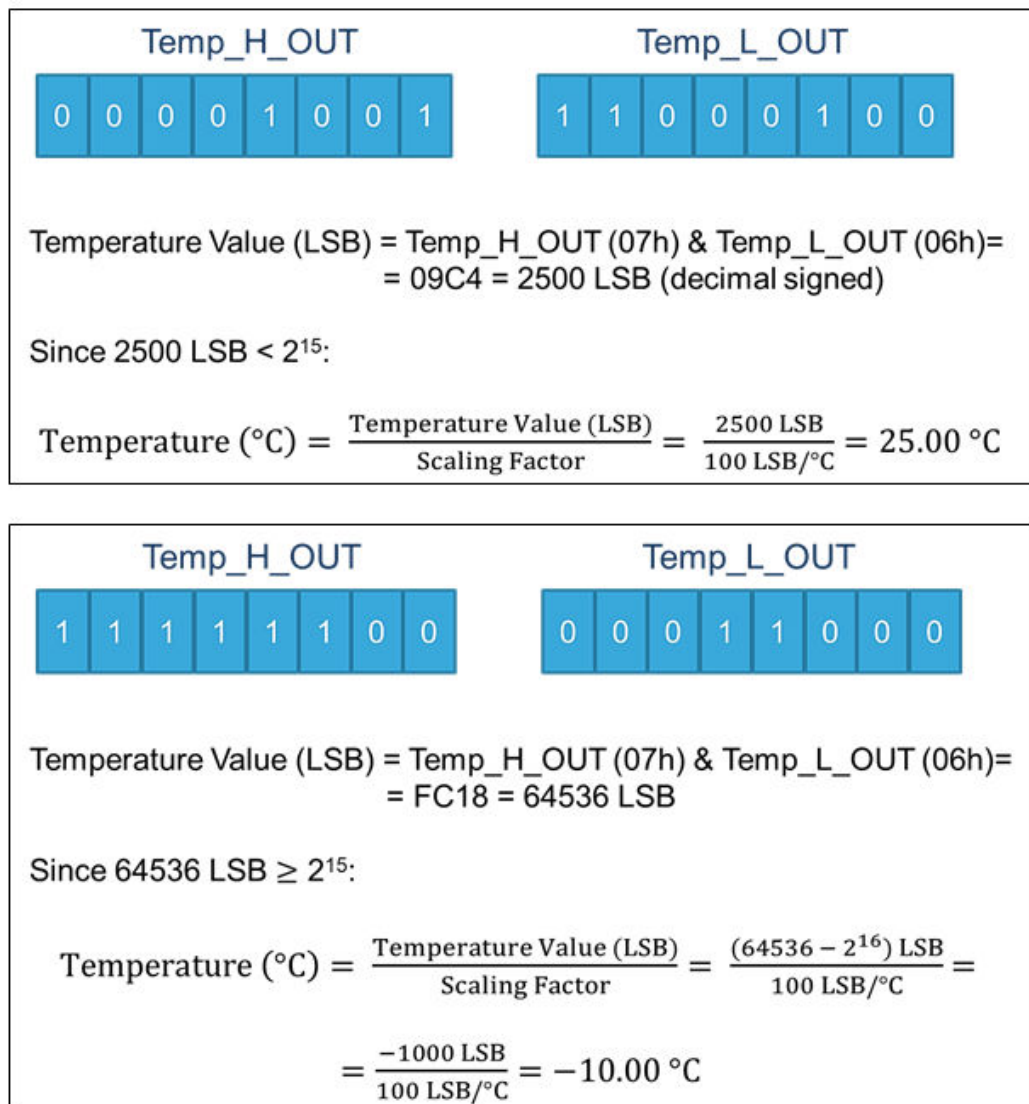 Temp_H_OUT Temp_L_OUT
0 0 0 0 1 0 0 1 1 1 0 0 0 1 0 0
Temperature Value (LSB) = Temp_H_OUT (07h) & Temp_L_OUT (06h)=
= 09C4 = 2500 LSB (decimal signed)
Since 2500 LSB < 2¹⁵:
Temperature (°C) = Temperature Value (LSB) / Scaling Factor = 2500 LSB / 100 LSB/°C = 25.00 °C
Temp_H_OUT Temp_L_OUT
1 1 1 1 1 1 0 0 0 0 0 1 1 0 0 0
Temperature Value (LSB) = Temp_H_OUT (07h) & Temp_L_OUT (06h)=
= FC18 = 64536 LSB
Since 64536 LSB ≥ 2¹⁵:
Temperature (°C) = Temperature Value (LSB) / Scaling Factor = (64536 − 2¹⁶) LSB / 100 LSB/°C =
= −1000 LSB / 100 LSB/°C = −10.00 °C